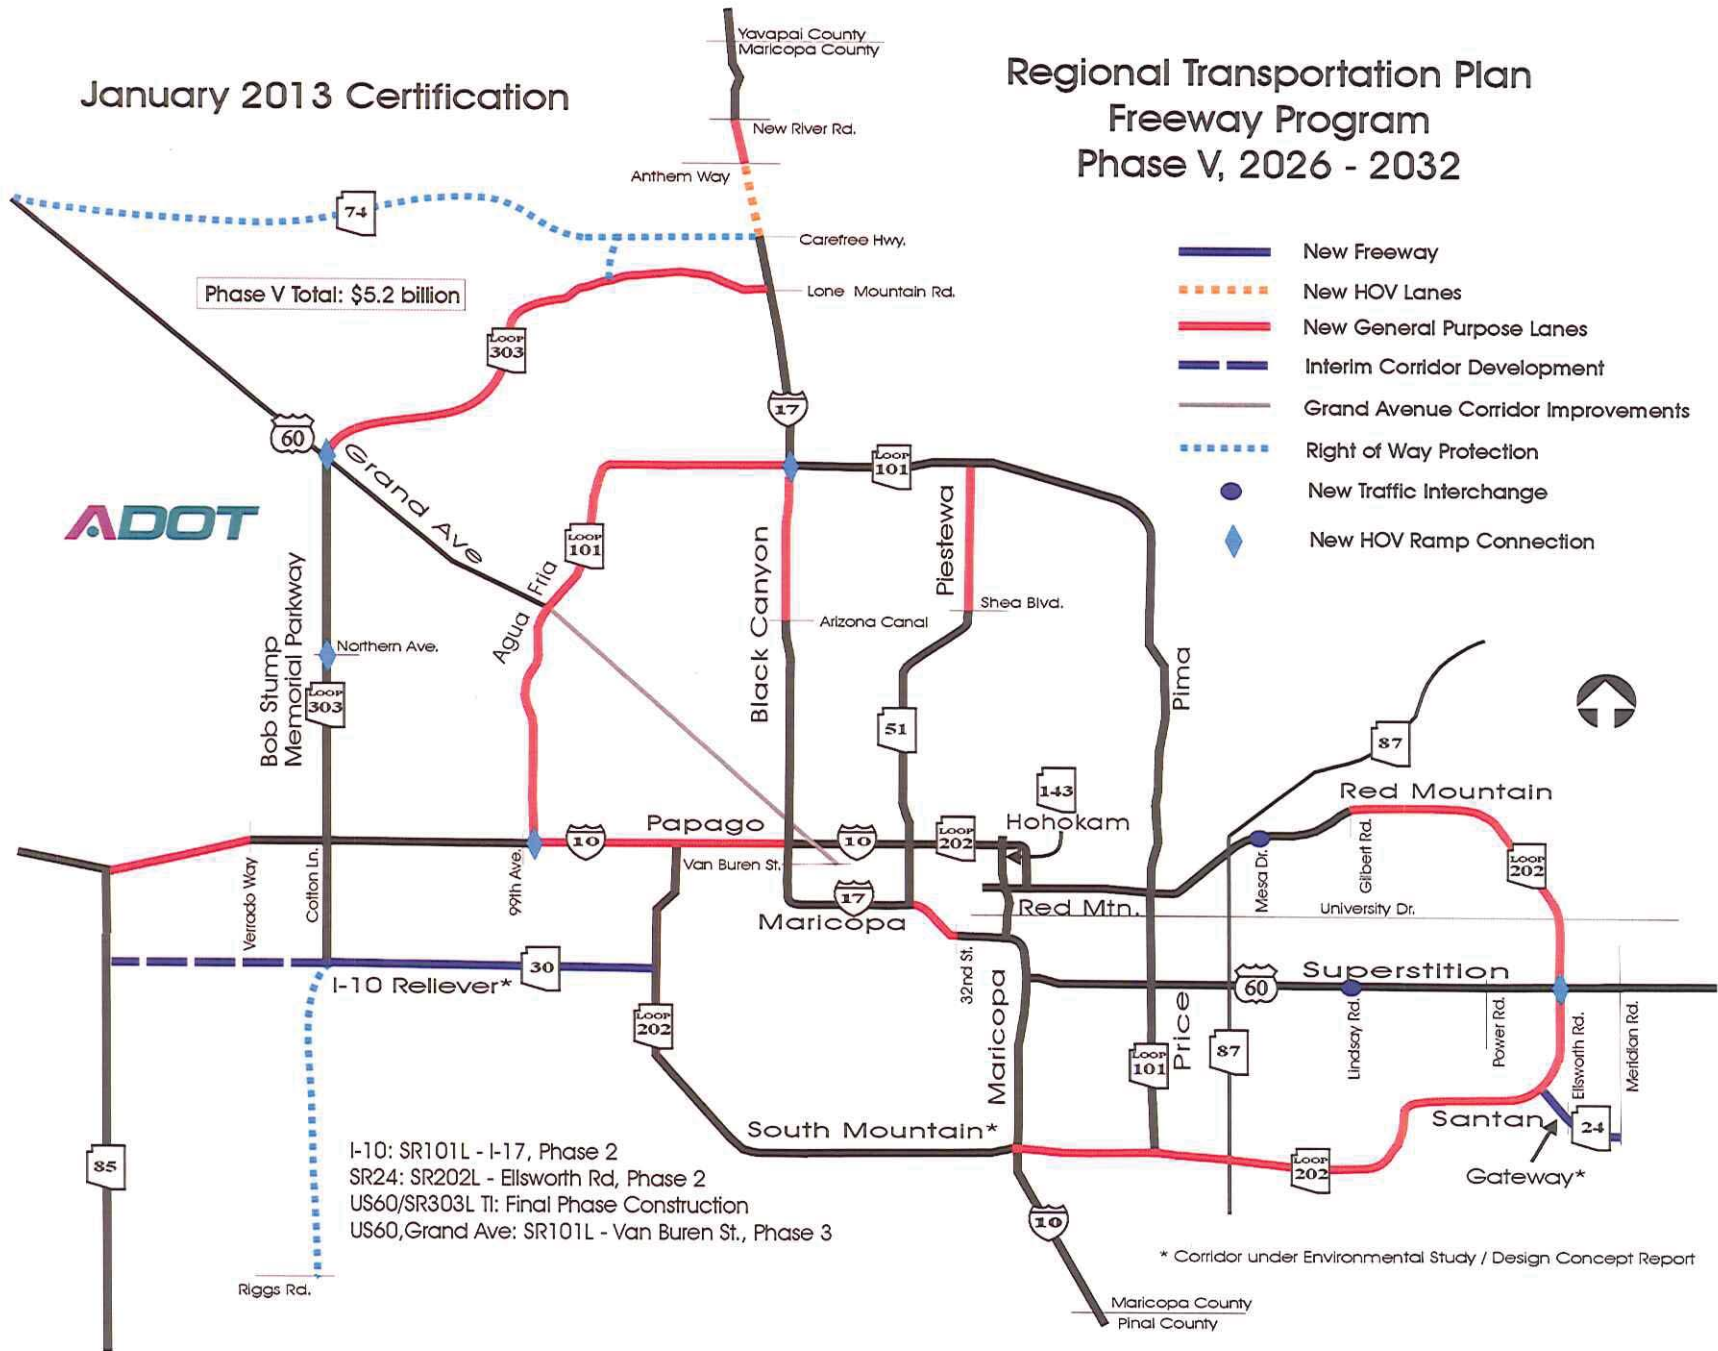 Yavapai County
Maricopa County
January 2013 Certification
Regional Transportation Plan
Freeway Program
Phase V, 2026 - 2032
New River Rd.
Anthem Way
74
Carefree Hwy.
Phase V Total: $5.2 billion
Lone Mountain Rd.
New Freeway
New HOV Lanes
New General Purpose Lanes
Interim Corridor Development
Grand Avenue Corridor Improvements
Right of Way Protection
New Traffic Interchange
New HOV Ramp Connection
LOOP
303
17
60
Grand Ave
LOOP
101
ADOT
LOOP
101
Agua Fria
Black Canyon
Piestewa
Shea Blvd.
Arizona Canal
Bob Stump
Memorial Parkway
Northern Ave.
LOOP
303
51
Pima
87
143
Hohokam
Red Mountain
Papago
10
10
LOOP
202
Van Buren St.
Verrado Way
Cotton Ln.
99th Ave.
17
Maricopa
Red Mtn.
Mesa Dr.
Gilbert Rd.
LOOP
202
University Dr.
30
I-10 Reliever*
32nd St.
Maricopa
60
Superstition
LOOP
202
Price
LOOP
101
87
Lindsay Rd.
Power Rd.
Ellsworth Rd.
Meridian Rd.
Santan
24
Gateway*
South Mountain*
LOOP
202
85
I-10: SR101L - I-17, Phase 2
SR24: SR202L - Ellsworth Rd, Phase 2
US60/SR303L TI: Final Phase Construction
US60,Grand Ave: SR101L - Van Buren St., Phase 3
10
* Corridor under Environmental Study / Design Concept Report
Riggs Rd.
Maricopa County
Pinal County